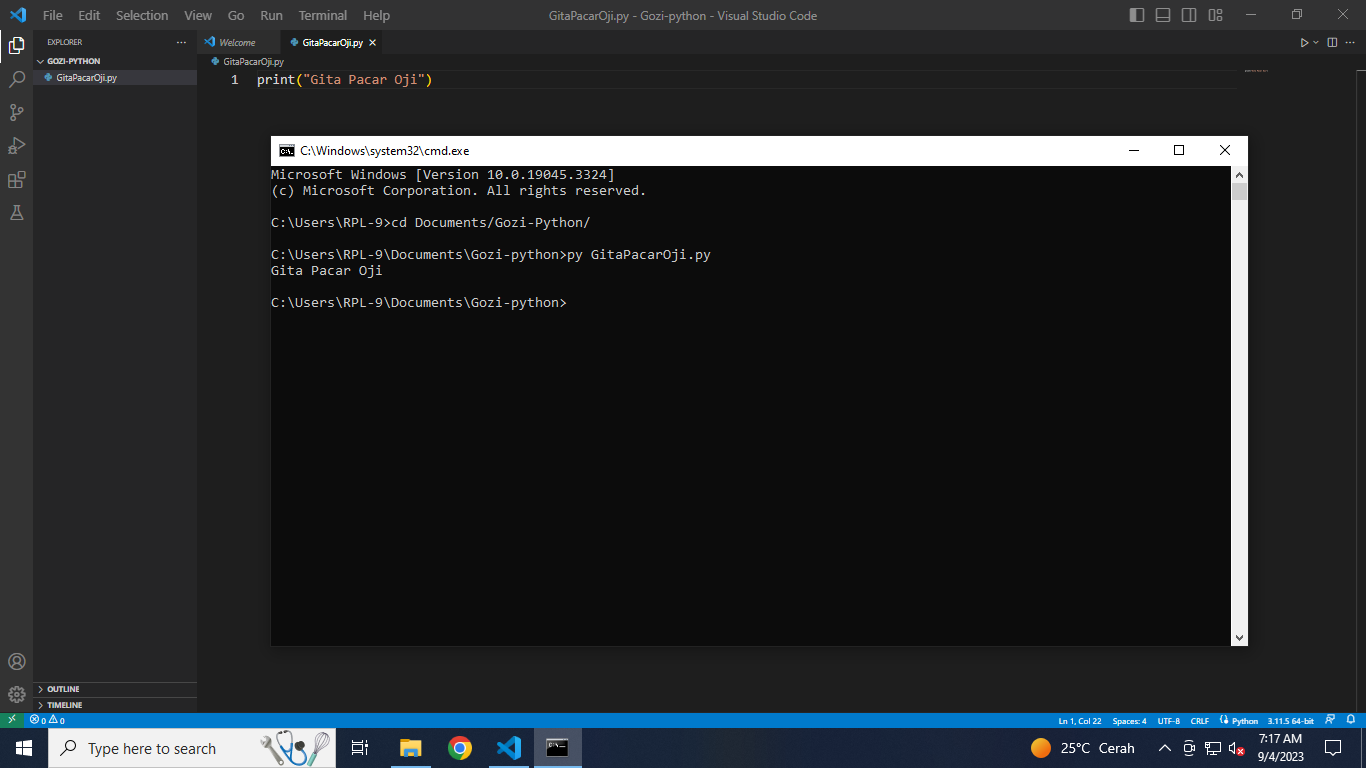 File Edit Selection View Go Run Terminal Help GitaPacarOji.py - Gozi-python - Visual Studio Code
EXPLORER
GOZI-PYTHON
GitaPacarOji.py
OUTLINE
TIMELINE
Welcome GitaPacarOji.py
GitaPacarOji.py
1 print("Gita Pacar Oji")
C:\Windows\system32\cmd.exe
Microsoft Windows [Version 10.0.19045.3324]
(c) Microsoft Corporation. All rights reserved.
C:\Users\RPL-9>cd Documents/Gozi-Python/
C:\Users\RPL-9\Documents\Gozi-python>py GitaPacarOji.py
Gita Pacar Oji
C:\Users\RPL-9\Documents\Gozi-python>
0 0 Ln 1, Col 22 Spaces: 4 UTF-8 CRLF Python 3.11.5 64-bit
Type here to search 25°C Cerah 7:17 AM
9/4/2023